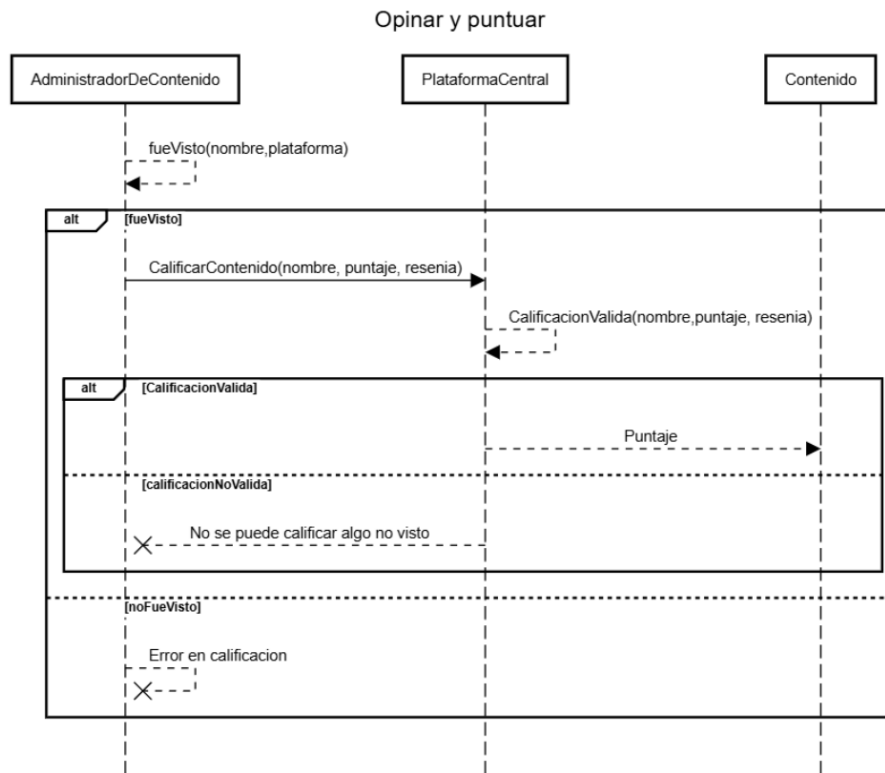 Opinar y puntuar
AdministradorDeContenido
PlataformaCentral
Contenido
fueVisto(nombre,plataforma)
alt
[fueVisto]
CalificarContenido(nombre, puntaje, resenia)
CalificacionValida(nombre,puntaje, resenia)
alt
[CalificacionValida]
Puntaje
[calificacionNoValida]
No se puede calificar algo no visto
[noFueVisto]
Error en calificacion